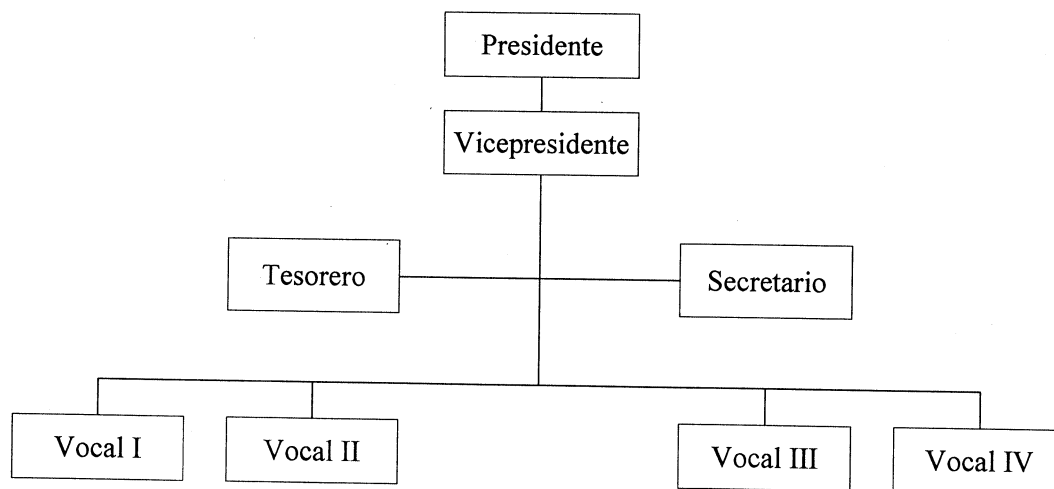 Presidente
Vicepresidente
Tesorero
Secretario
Vocal I
Vocal II
Vocal III
Vocal IV